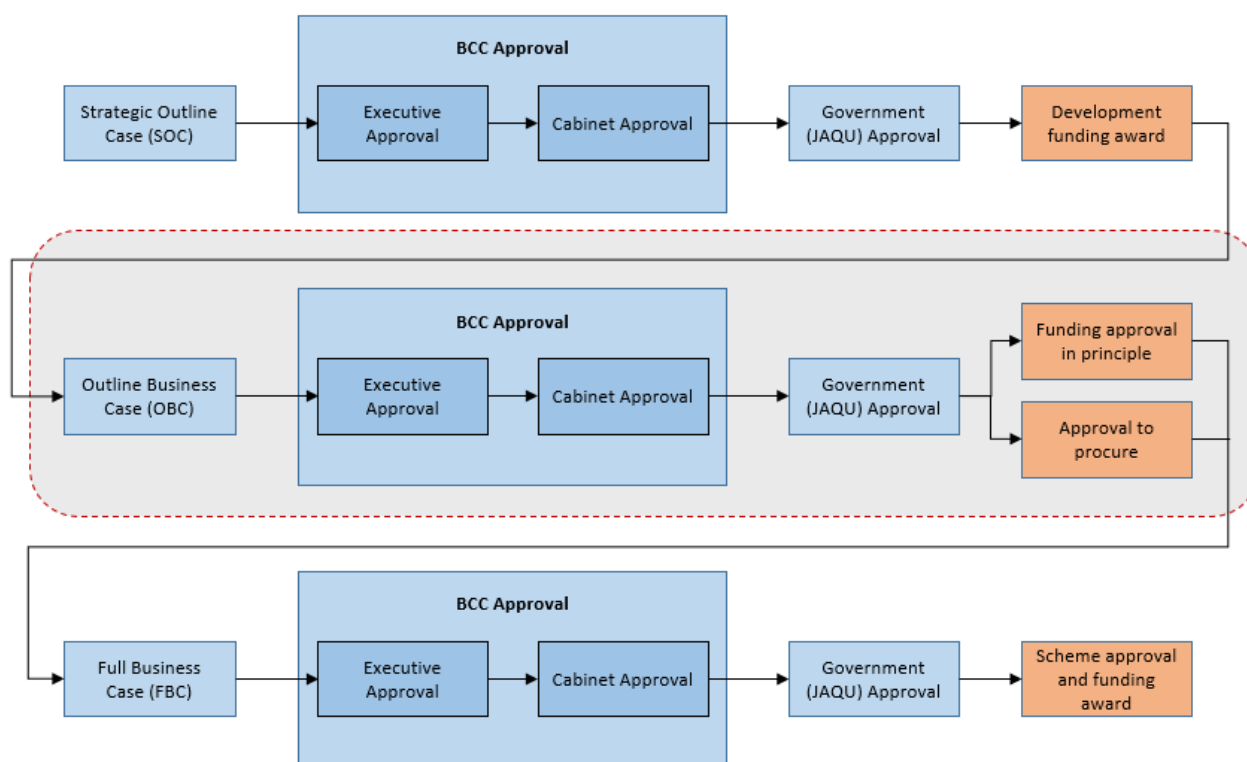 BCC Approval
Strategic Outline
Case (SOC)
Executive
Approval
Cabinet Approval
Government
(JAQU) Approval
Development
funding award
BCC Approval
Outline Business
Case (OBC)
Executive
Approval
Cabinet Approval
Government
(JAQU) Approval
Funding approval
in principle
Approval to
procure
BCC Approval
Full Business
Case (FBC)
Executive
Approval
Cabinet Approval
Government
(JAQU) Approval
Scheme approval
and funding
award